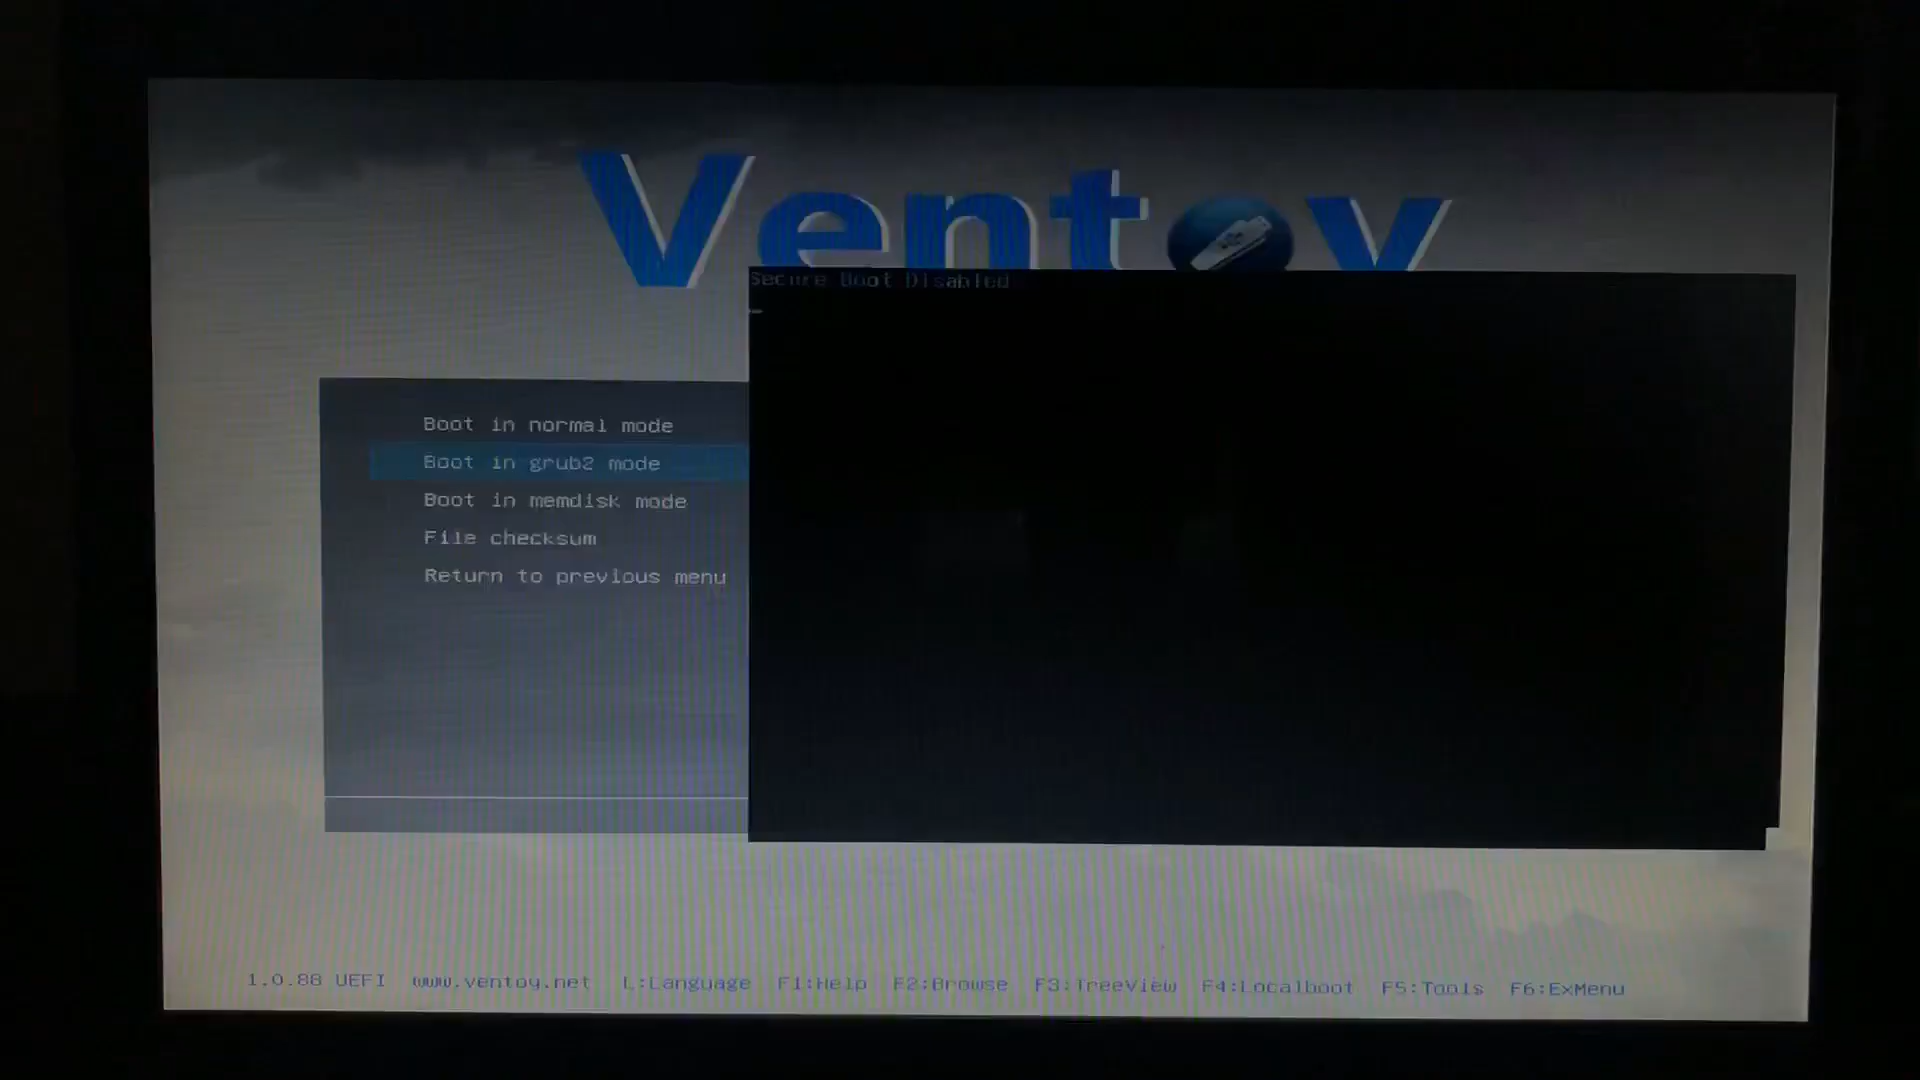 Ventoy
Secure Boot Disabled
Boot in normal mode
Boot in grub2 mode
Boot in memdisk mode
File checksum
Return to previous menu
1.0.88 UEFI www.ventoy.net L:Language F1:Help F2:Browse F3:TreeView F4:Localboot F5:Tools F6:ExMenu